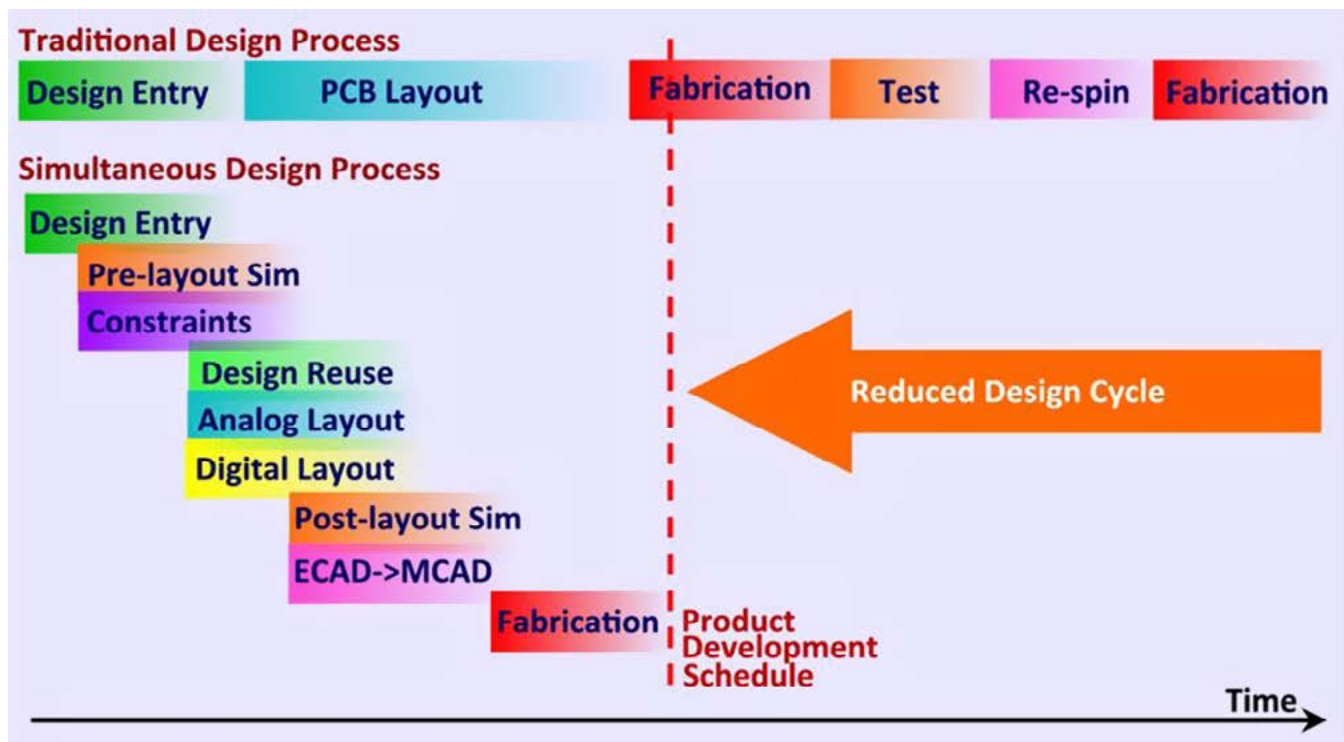 Traditional Design Process
Design Entry PCB Layout Fabrication Test Re-spin Fabrication
Simultaneous Design Process
Design Entry
Pre-layout Sim
Constraints
Design Reuse
Analog Layout
Reduced Design Cycle
Digital Layout
Post-layout Sim
ECAD->MCAD
Fabrication
Product
Development
Schedule
Time